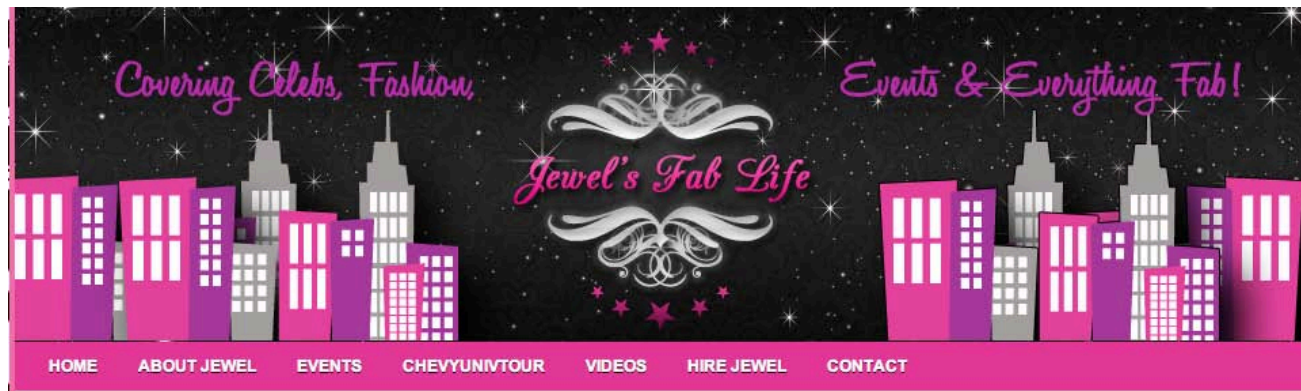 Covering Celebs, Fashion,
Events & Everything Fab!
Jewel's Fab Life
HOME ABOUT JEWEL EVENTS CHEVYUNIVTOUR VIDEOS HIRE JEWEL CONTACT